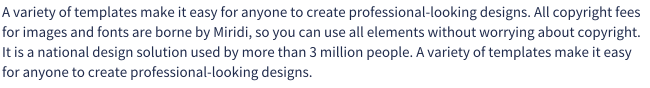 A variety of templates make it easy for anyone to create professional-looking designs. All copyright fees
for images and fonts are borne by Miridi, so you can use all elements without worrying about copyright.
It is a national design solution used by more than 3 million people. A variety of templates make it easy
for anyone to create professional-looking designs.